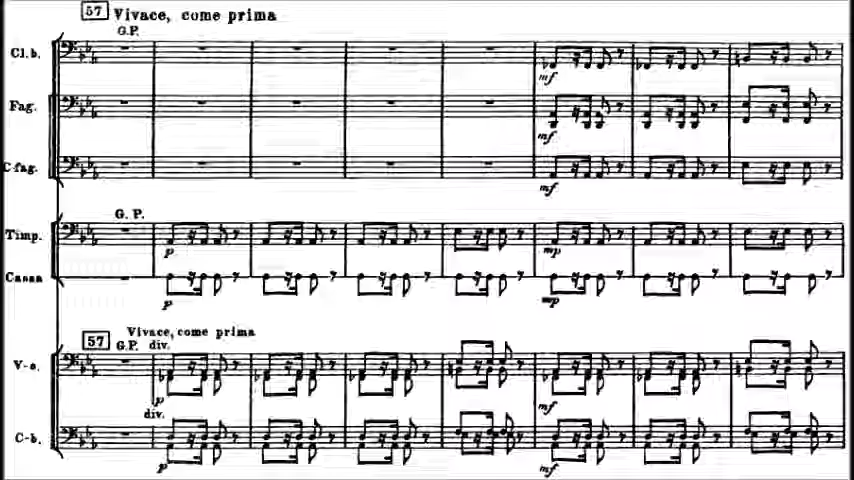 57 Vivace, come prima
G.P.
Cl.b.
mf
Fag.
mf
C-fag.
mf
G. P.
Timp.
p
mp
Cassa
p
mp
57 Vivace, come prima
G.P. div.
V-c.
p
mf
div.
C-b.
p
mf